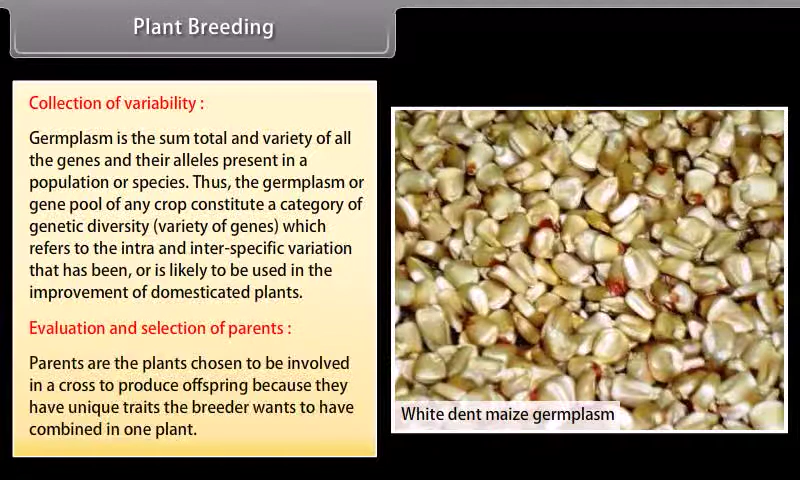 Plant Breeding
Collection of variability :
Germplasm is the sum total and variety of all
the genes and their alleles present in a
population or species. Thus, the germplasm or
gene pool of any crop constitute a category of
genetic diversity (variety of genes) which
refers to the intra and inter-specific variation
that has been, or is likely to be used in the
improvement of domesticated plants.
Evaluation and selection of parents :
Parents are the plants chosen to be involved
in a cross to produce offspring because they
have unique traits the breeder wants to have
combined in one plant.
White dent maize germplasm